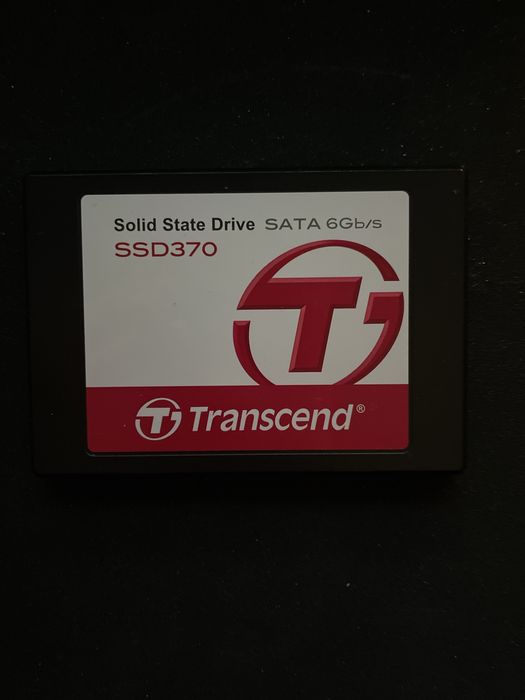 Solid State Drive SATA 6Gb/s
SSD370
Transcend®